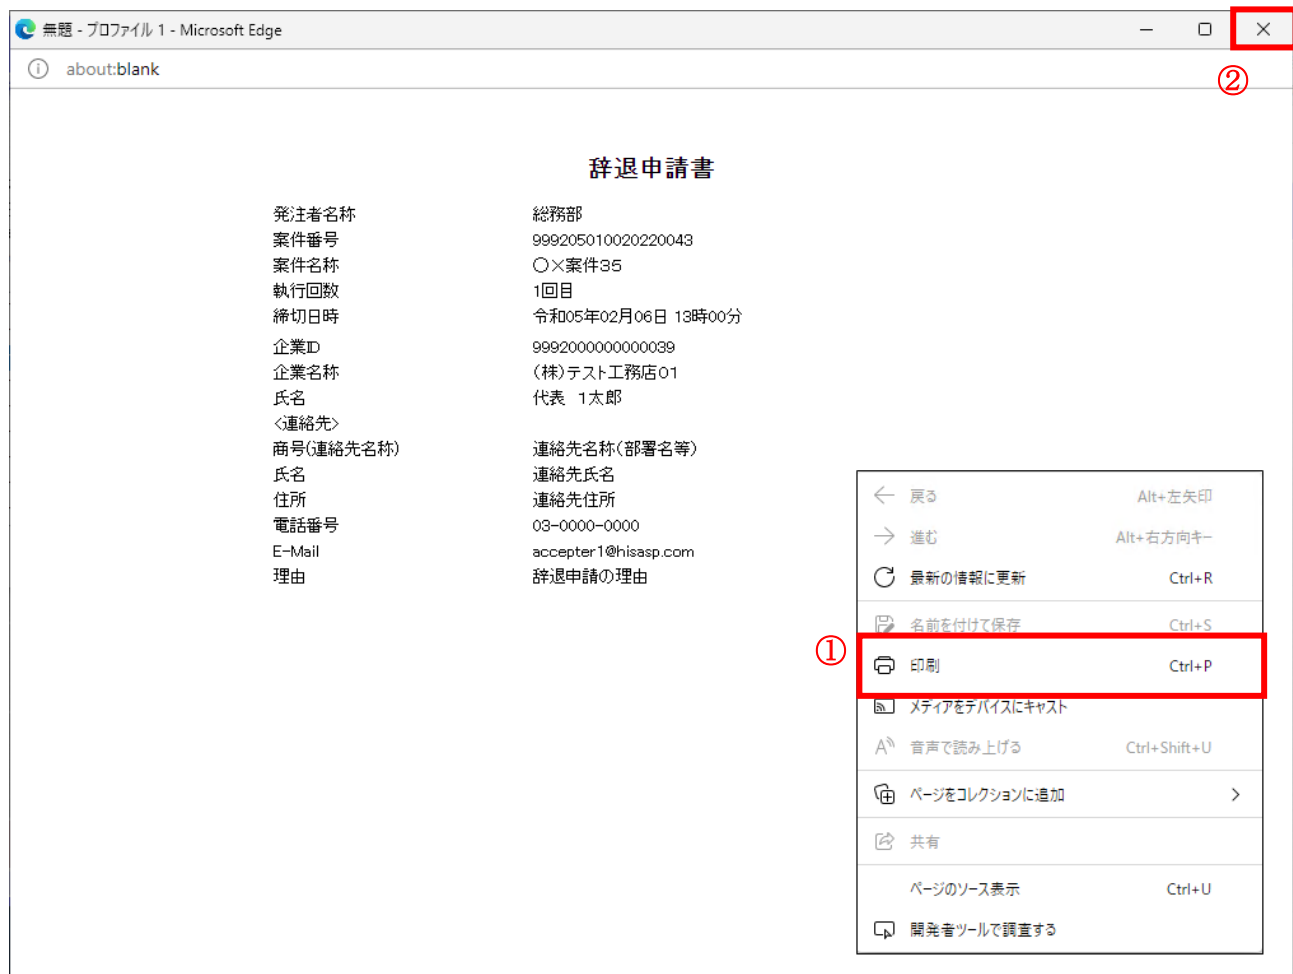 無題 - プロファイル 1 - Microsoft Edge
about:blank
②
辞退申請書
発注者名称 総務部
案件番号 999205010020220043
案件名称 〇×案件35
執行回数 1回目
締切日時 令和05年02月06日 13時00分
企業ID 9992000000000039
企業名称 (株)テスト工務店01
氏名 代表 1太郎
<連絡先>
商号(連絡先名称) 連絡先名称(部署名等)
氏名 連絡先氏名
住所 連絡先住所
電話番号 03-0000-0000
E-Mail accepter1@hisasp.com
理由 辞退申請の理由
戻る Alt+左矢印
進む Alt+右方向キー
最新の情報に更新 Ctrl+R
名前を付けて保存 Ctrl+S
①
印刷 Ctrl+P
メディアをデバイスにキャスト
音声で読み上げる Ctrl+Shift+U
ページをコレクションに追加
共有
ページのソース表示 Ctrl+U
開発者ツールで調査する